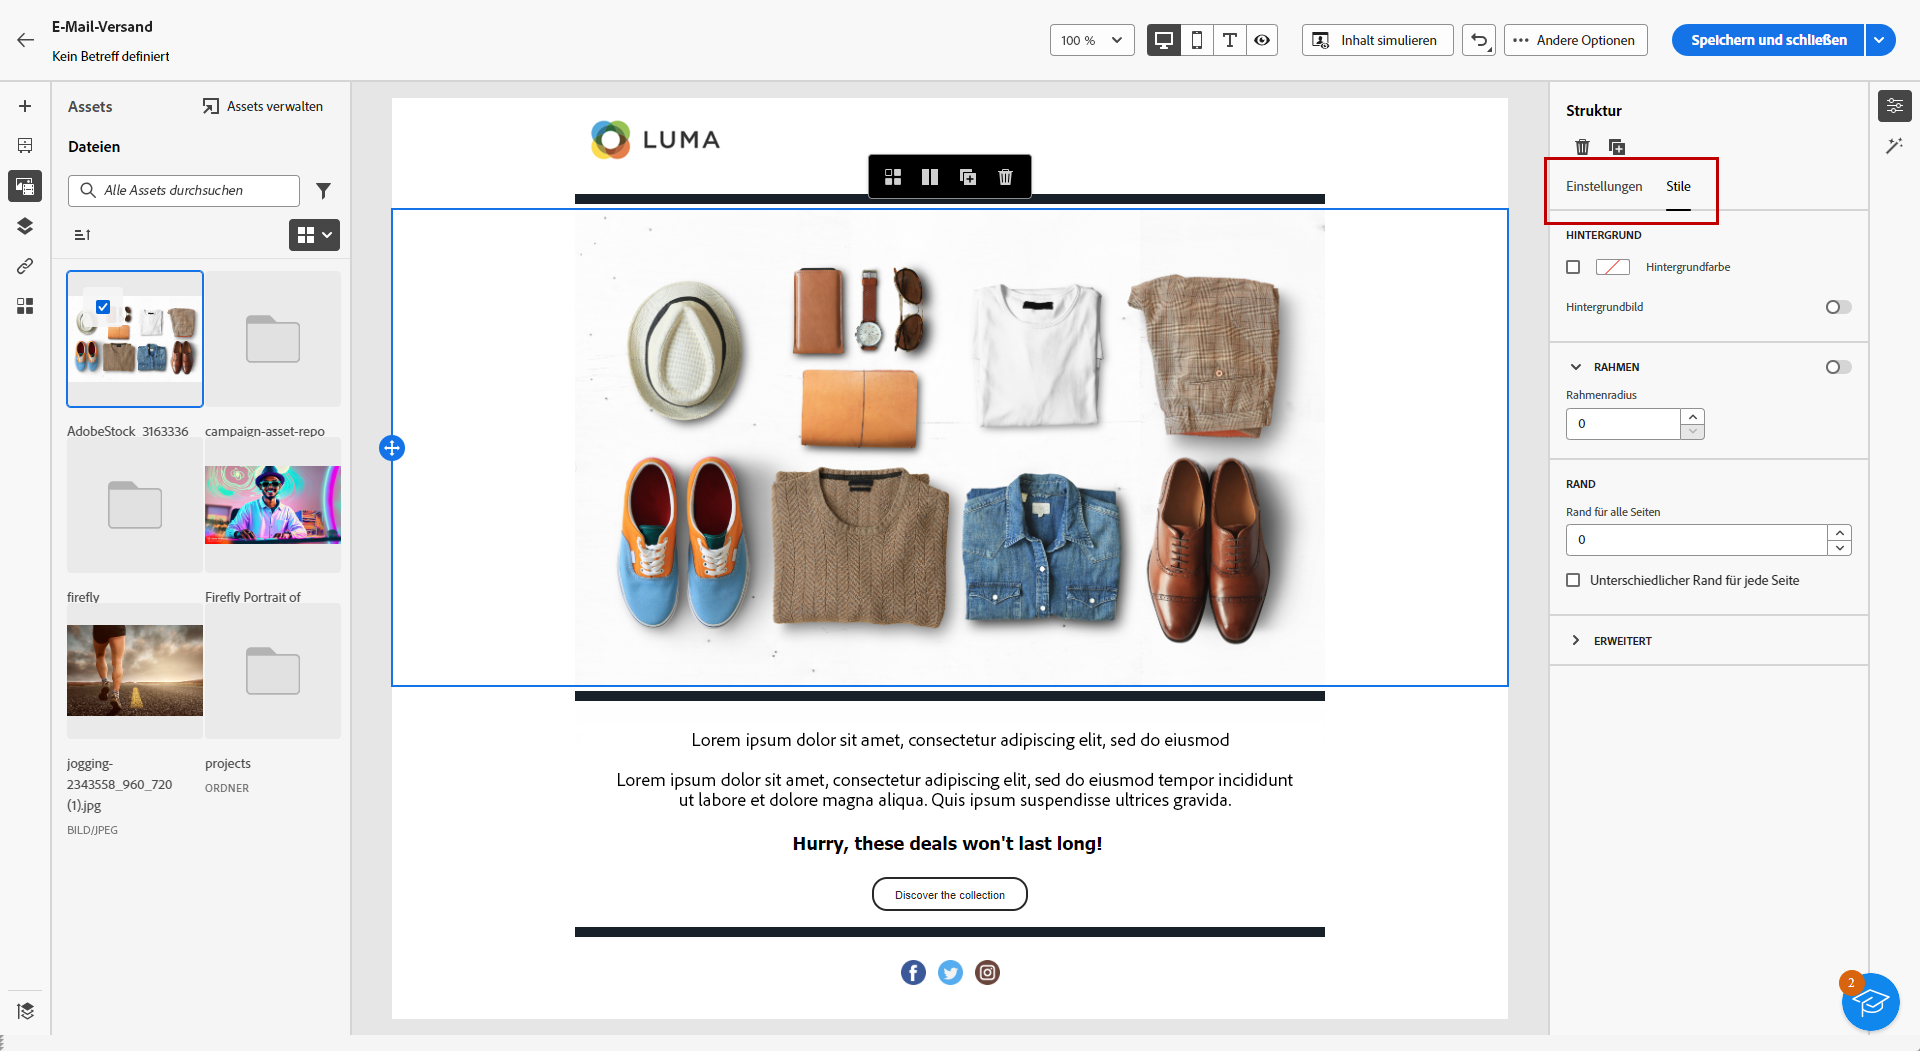 E-Mail-Versand
Kein Betreff definiert
100 %
Inhalt simulieren
Andere Optionen
Speichern und schließen
Assets
Assets verwalten
Dateien
Alle Assets durchsuchen
AdobeStock_3163336
campaign-asset-repo
firefly
Firefly Portrait of
jogging-
2343558_960_720
(1).jpg
BILD/JPEG
projects
ORDNER
LUMA
Lorem ipsum dolor sit amet, consectetur adipiscing elit, sed do eiusmod
Lorem ipsum dolor sit amet, consectetur adipiscing elit, sed do eiusmod tempor incididunt
ut labore et dolore magna aliqua. Quis ipsum suspendisse ultrices gravida.
Hurry, these deals won't last long!
Discover the collection
Struktur
Einstellungen
Stile
HINTERGRUND
Hintergrundfarbe
Hintergrundbild
RAHMEN
Rahmenradius
0
RAND
Rand für alle Seiten
0
Unterschiedlicher Rand für jede Seite
ERWEITERT
2